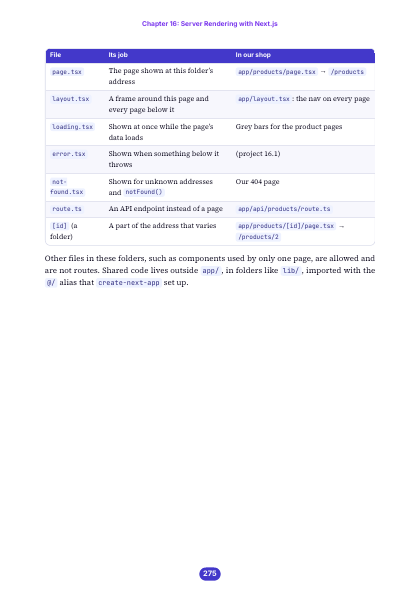 Chapter 16: Server Rendering with Next.js
File Its job In our shop
page.tsx The page shown at this folder's address app/products/page.tsx → /products
layout.tsx A frame around this page and every page below it app/layout.tsx : the nav on every page
loading.tsx Shown at once while the page's data loads Grey bars for the product pages
error.tsx Shown when something below it throws (project 16.1)
not-found.tsx Shown for unknown addresses and notFound() Our 404 page
route.ts An API endpoint instead of a page app/api/products/route.ts
[id] (a folder) A part of the address that varies app/products/[id]/page.tsx → /products/2
Other files in these folders, such as components used by only one page, are allowed and
are not routes. Shared code lives outside app/ , in folders like lib/ , imported with the
@/ alias that create-next-app set up.
275